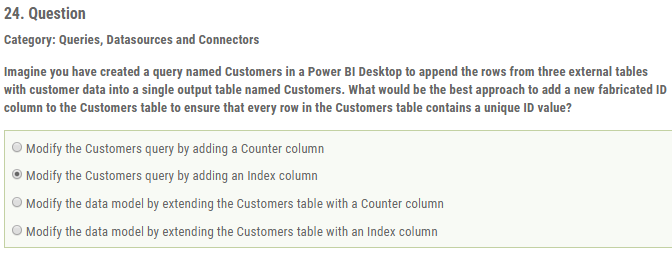 24. Question
Category: Queries, Datasources and Connectors
Imagine you have created a query named Customers in a Power BI Desktop to append the rows from three external tables
with customer data into a single output table named Customers. What would be the best approach to add a new fabricated ID
column to the Customers table to ensure that every row in the Customers table contains a unique ID value?
Modify the Customers query by adding a Counter column
Modify the Customers query by adding an Index column
Modify the data model by extending the Customers table with a Counter column
Modify the data model by extending the Customers table with an Index column